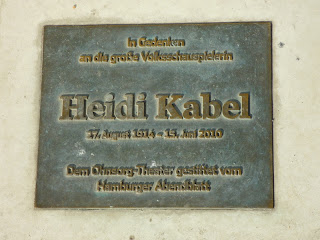 In Gedenken
an die große Volksschauspielerin
Heidi Kabel
27. August 1914 – 15. Juni 2010
Dem Ohnsorg-Theater gestiftet vom
Hamburger Abendblatt